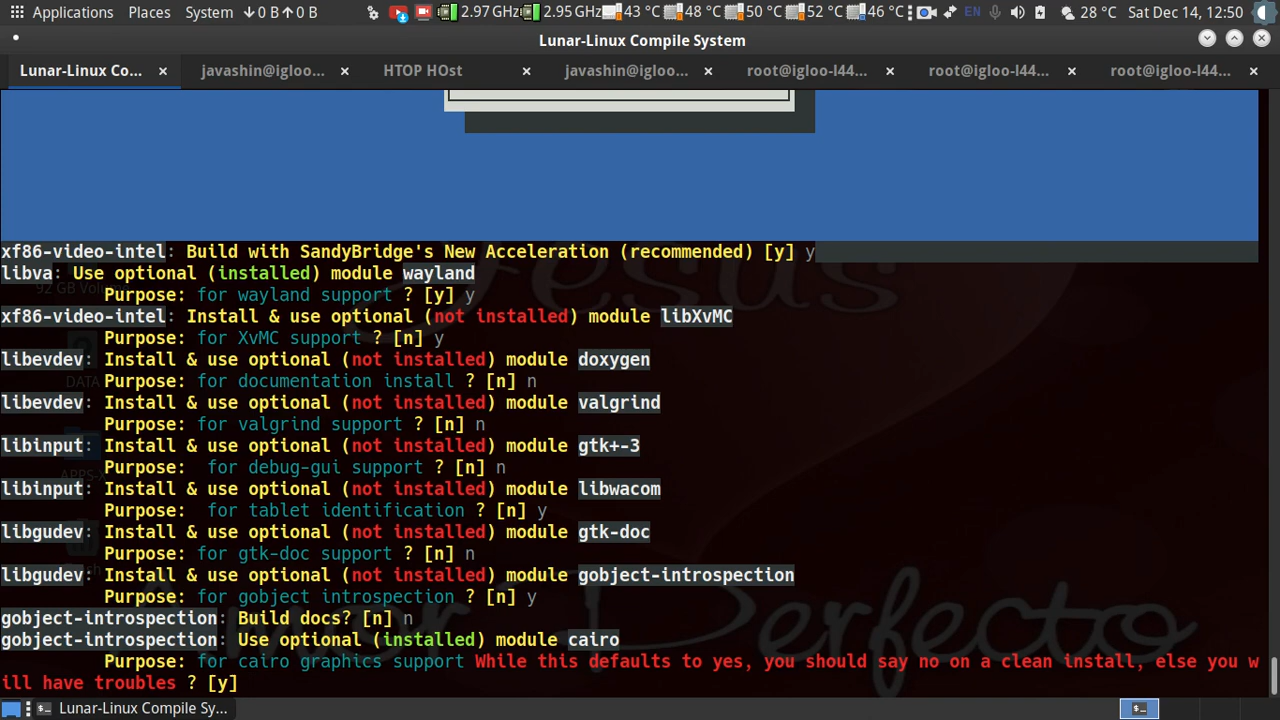 Applications Places System 0 B 0 B 2.97 GHz 2.95 GHz 43 °C 48 °C 50 °C 52 °C 46 °C EN 28 °C Sat Dec 14, 12:50
Lunar-Linux Compile System
Lunar-Linux Co... × javashin@igloo... × HTOP HOst × javashin@igloo... × root@igloo-l44... × root@igloo-l44... × root@igloo-l44... ×
xf86-video-intel: Build with SandyBridge's New Acceleration (recommended) [y] y
libva: Use optional (installed) module wayland
Purpose: for wayland support ? [y] y
xf86-video-intel: Install & use optional (not installed) module libXvMC
Purpose: for XvMC support ? [n] y
libevdev: Install & use optional (not installed) module doxygen
Purpose: for documentation install ? [n] n
libevdev: Install & use optional (not installed) module valgrind
Purpose: for valgrind support ? [n] n
libinput: Install & use optional (not installed) module gtk+-3
Purpose:  for debug-gui support ? [n] n
libinput: Install & use optional (not installed) module libwacom
Purpose:  for tablet identification ? [n] y
libgudev: Install & use optional (not installed) module gtk-doc
Purpose: for gtk-doc support ? [n] n
libgudev: Install & use optional (not installed) module gobject-introspection
Purpose: for gobject introspection ? [n] y
gobject-introspection: Build docs? [n] n
gobject-introspection: Use optional (installed) module cairo
Purpose: for cairo graphics support While this defaults to yes, you should say no on a clean install, else you w
ill have troubles ? [y]
Jesus
Amor Perfecto
92 GB Volume
DATA
Lunar-Linux Compile Sy...